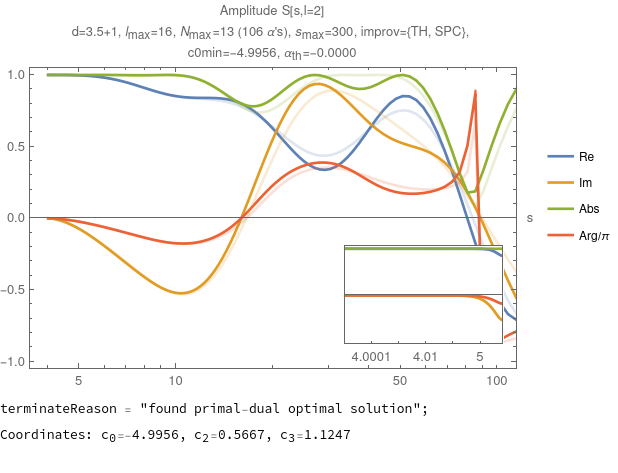 Amplitude S[s,l=2]
d=3.5+1, lmax=16, Nmax=13 (106 α's), smax=300, improv={TH, SPC},
c0min=-4.9956, αth=-0.0000
1.0
0.5
0.0
-0.5
-1.0
s
4.0001
4.01
5
5
10
50
100
Re
Im
Abs
Arg/π
terminateReason = "found primal-dual optimal solution";
Coordinates: c0=-4.9956, c2=0.5667, c3=1.1247